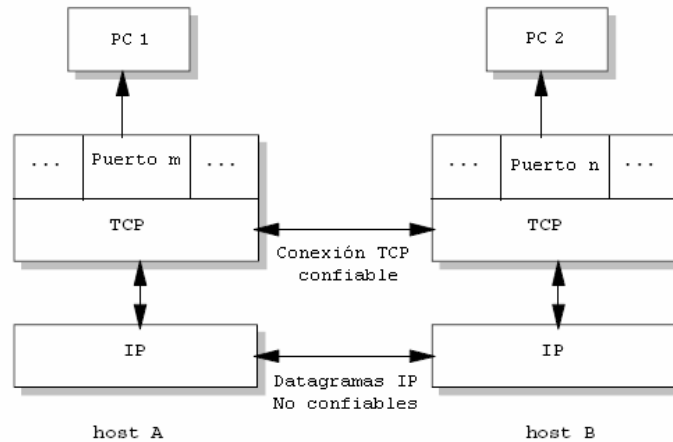 PC 1
PC 2
... Puerto m ...
... Puerto n ...
TCP
TCP
Conexión TCP
confiable
IP
IP
Datagramas IP
No confiables
host A
host B